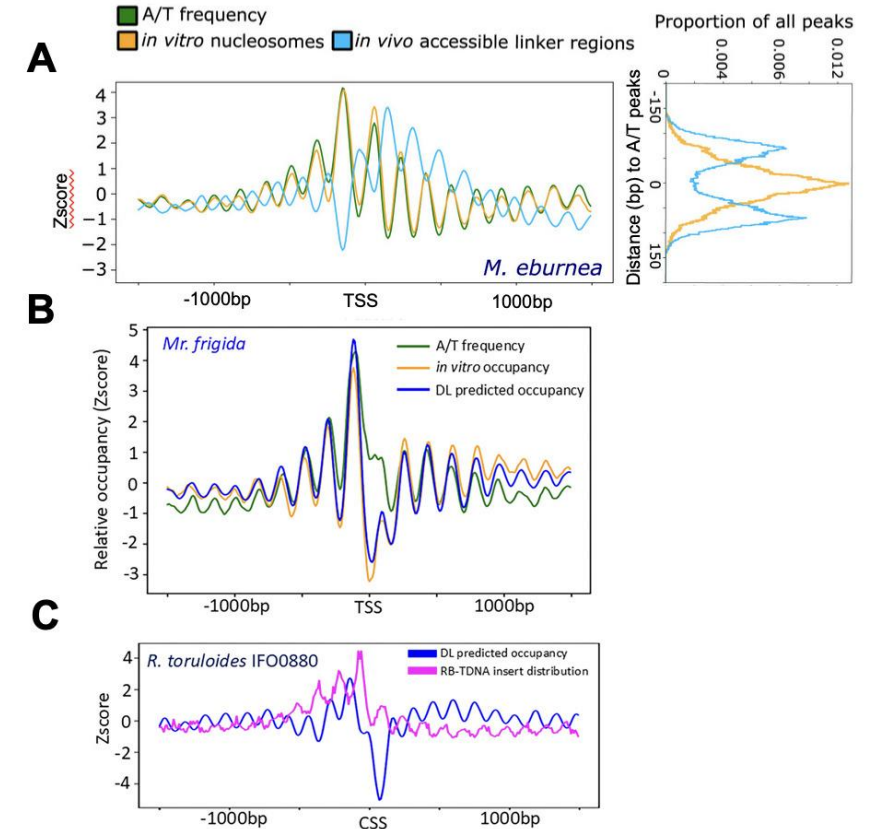 A/T frequency
in vitro nucleosomes in vivo accessible linker regions
A
Zscore
4
3
2
1
0
−1
−2
−3
M. eburnea
-1000bp TSS 1000bp
Proportion of all peaks
0 0.004 0.006 0.012
Distance (bp) to A/T peaks
-150 0 150
B
Mr. frigida
A/T frequency
in vitro occupancy
DL predicted occupancy
Relative occupancy (Zscore)
5
4
3
2
1
0
-1
-2
-3
-1000bp TSS 1000bp
C
R. toruloides IFO0880
DL predicted occupancy
RB-TDNA insert distribution
Zscore
4
2
0
-2
-4
-1000bp CSS 1000bp